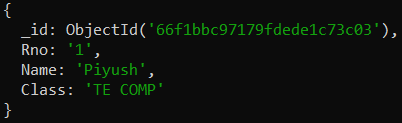 {
  _id: ObjectId('66f1bbc97179fdede1c73c03'),
  Rno: '1',
  Name: 'Piyush',
  Class: 'TE COMP'
}